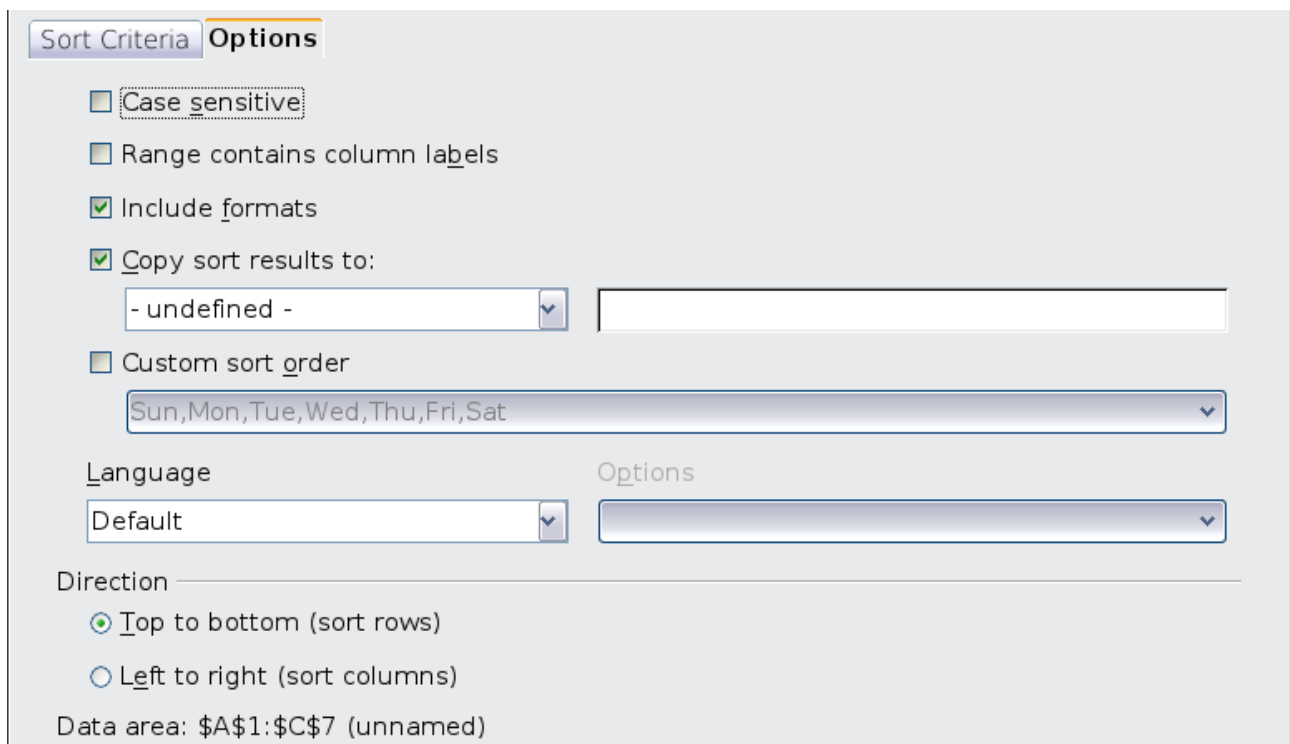 Sort Criteria Options
Case sensitive
Range contains column labels
Include formats
Copy sort results to:
- undefined -
Custom sort order
Sun,Mon,Tue,Wed,Thu,Fri,Sat
Language Options
Default
Direction
Top to bottom (sort rows)
Left to right (sort columns)
Data area: $A$1:$C$7 (unnamed)